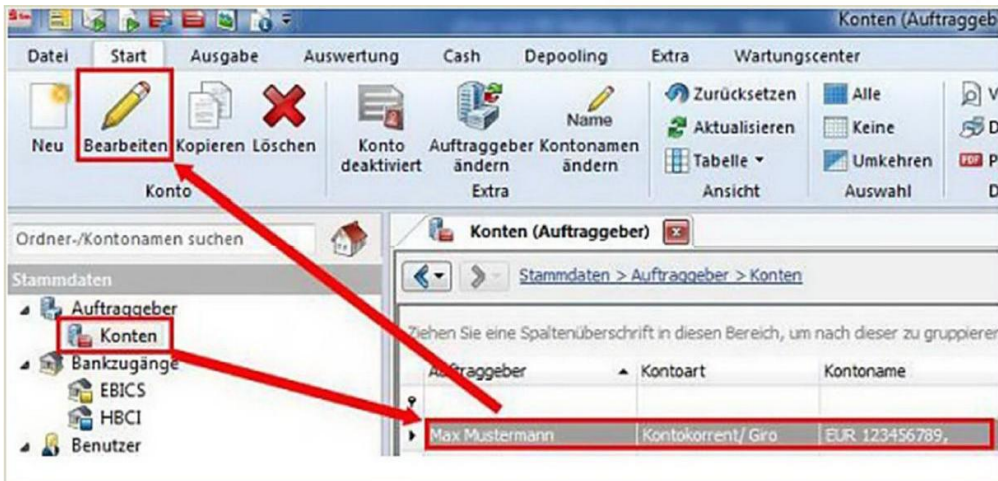 Konten (Auftraggeb
Datei Start Ausgabe Auswertung Cash Depooling Extra Wartungscenter
Neu Bearbeiten Kopieren Löschen
Konto deaktiviert
Auftraggeber ändern
Name
Kontonamen ändern
Zurücksetzen
Aktualisieren
Tabelle
Alle
Keine
Umkehren
V
D
PDF P
Konto Extra Ansicht Auswahl D
Ordner-/Kontonamen suchen
Stammdaten
Auftraggeber
Konten
Bankzugänge
EBICS
HBCI
Benutzer
Konten (Auftraggeber)
Stammdaten > Auftraggeber > Konten
Ziehen Sie eine Spaltenüberschrift in diesen Bereich, um nach dieser zu gruppieren
Auftraggeber Kontoart Kontoname
Max Mustermann Kontokorrent/ Giro EUR 123456789,